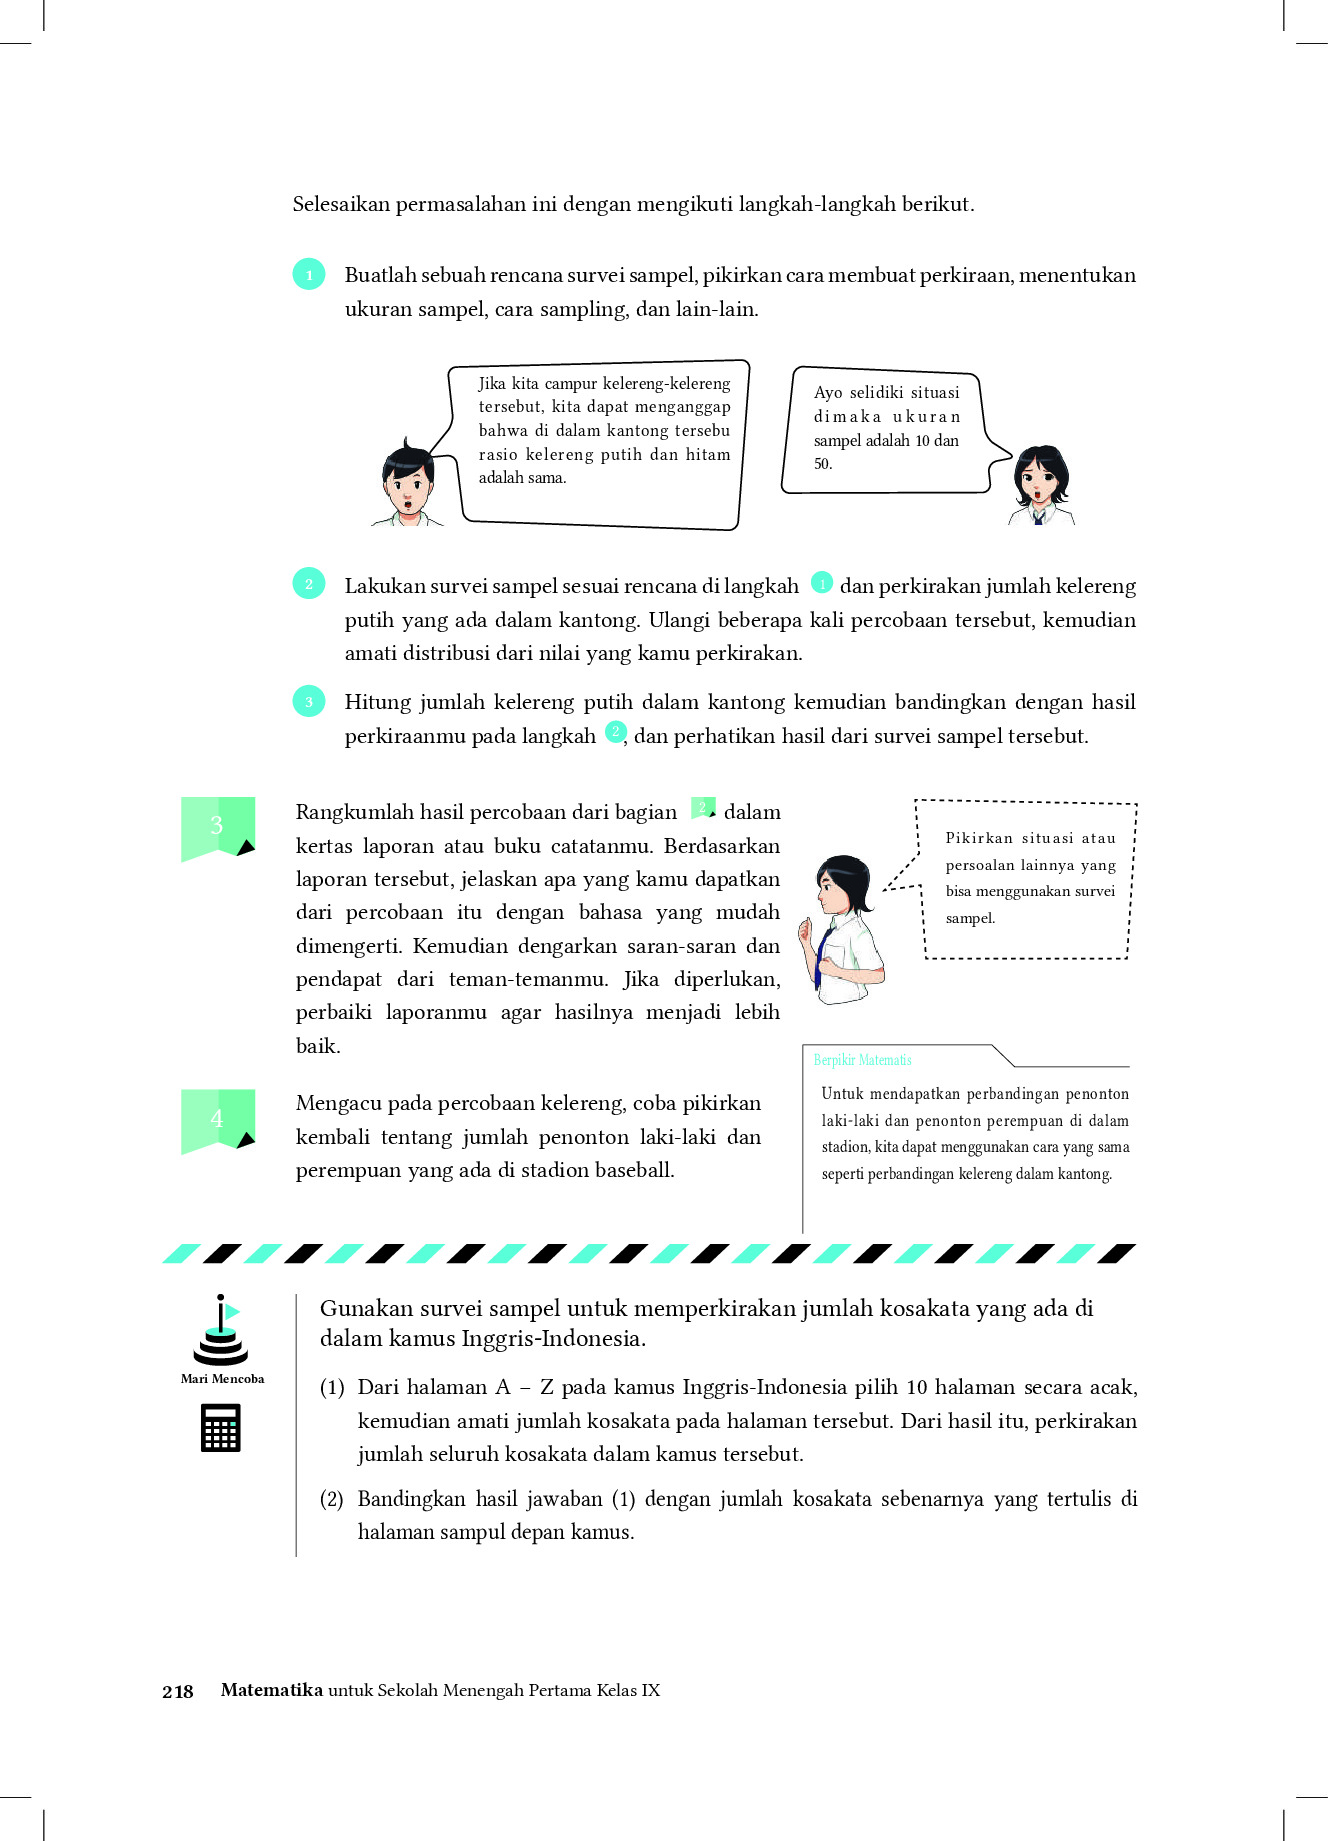 Selesaikan permasalahan ini dengan mengikuti langkah-langkah berikut.
1
Buatlah sebuah rencana survei sampel, pikirkan cara membuat perkiraan, menentukan
ukuran sampel, cara sampling, dan lain-lain.
Jika kita campur kelereng-kelereng
tersebut, kita dapat menganggap
bahwa di dalam kantong tersebu
rasio kelereng putih dan hitam
adalah sama.
Ayo selidiki situasi
dimaka ukuran
sampel adalah 10 dan
50.
2
Lakukan survei sampel sesuai rencana di langkah 1 dan perkirakan jumlah kelereng
putih yang ada dalam kantong. Ulangi beberapa kali percobaan tersebut, kemudian
amati distribusi dari nilai yang kamu perkirakan.
3
Hitung jumlah kelereng putih dalam kantong kemudian bandingkan dengan hasil
perkiraanmu pada langkah 2, dan perhatikan hasil dari survei sampel tersebut.
3
Rangkumlah hasil percobaan dari bagian 2 dalam
kertas laporan atau buku catatanmu. Berdasarkan
laporan tersebut, jelaskan apa yang kamu dapatkan
dari percobaan itu dengan bahasa yang mudah
dimengerti. Kemudian dengarkan saran-saran dan
pendapat dari teman-temanmu. Jika diperlukan,
perbaiki laporanmu agar hasilnya menjadi lebih
baik.
Pikirkan situasi atau
persoalan lainnya yang
bisa menggunakan survei
sampel.
4
Mengacu pada percobaan kelereng, coba pikirkan
kembali tentang jumlah penonton laki-laki dan
perempuan yang ada di stadion baseball.
Berpikir Matematis
Untuk mendapatkan perbandingan penonton
laki-laki dan penonton perempuan di dalam
stadion, kita dapat menggunakan cara yang sama
seperti perbandingan kelereng dalam kantong.
Mari Mencoba
Gunakan survei sampel untuk memperkirakan jumlah kosakata yang ada di
dalam kamus Inggris-Indonesia.
(1) Dari halaman A – Z pada kamus Inggris-Indonesia pilih 10 halaman secara acak,
kemudian amati jumlah kosakata pada halaman tersebut. Dari hasil itu, perkirakan
jumlah seluruh kosakata dalam kamus tersebut.
(2) Bandingkan hasil jawaban (1) dengan jumlah kosakata sebenarnya yang tertulis di
halaman sampul depan kamus.
218 Matematika untuk Sekolah Menengah Pertama Kelas IX